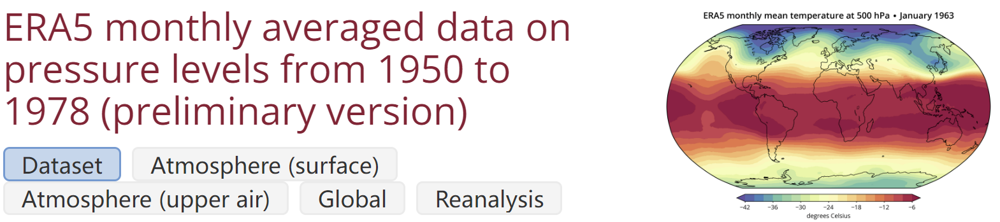 ERA5 monthly averaged data on
pressure levels from 1950 to
1978 (preliminary version)
Dataset
Atmosphere (surface)
Atmosphere (upper air)
Global
Reanalysis
ERA5 monthly mean temperature at 500 hPa • January 1963
−42 −36 −30 −24 −18 −12 −6
degrees Celsius